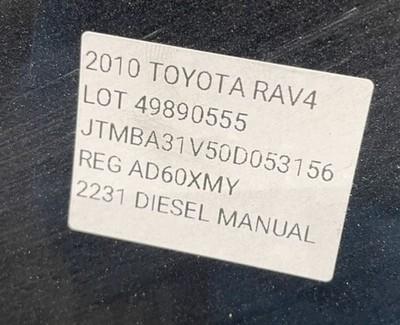 2010 TOYOTA RAV4
LOT 49890555
JTMBA31V50D053156
REG AD60XMY
2231 DIESEL MANUAL